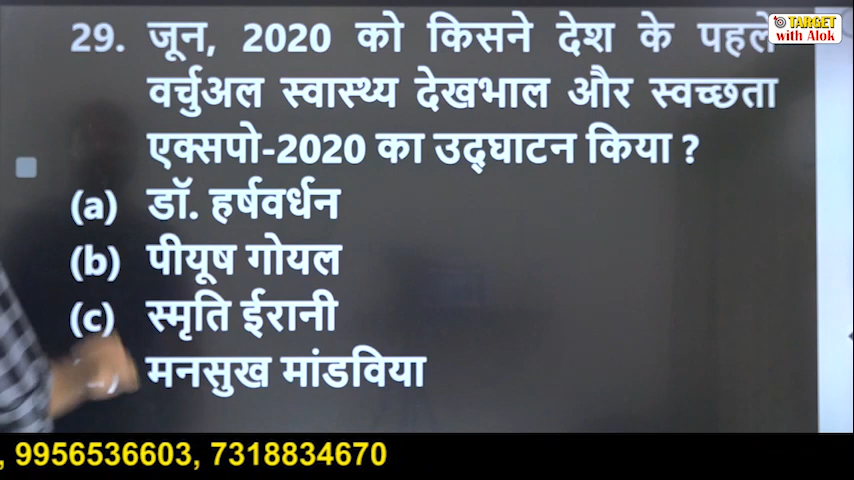 TARGET
with Alok
29. जून, 2020 को किसने देश के पहले
वर्चुअल स्वास्थ्य देखभाल और स्वच्छता
एक्सपो-2020 का उद्घाटन किया ?
(a) डॉ. हर्षवर्धन
(b) पीयूष गोयल
(c) स्मृति ईरानी
मनसुख मांडविया
, 9956536603, 7318834670